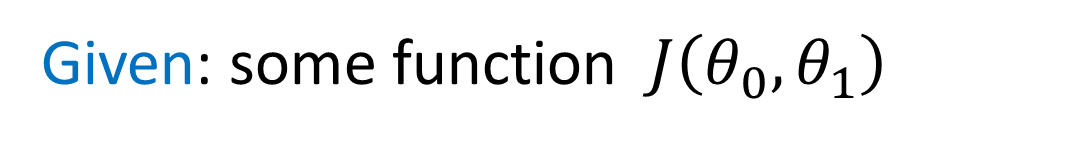 Given: some function J(θ₀, θ₁)